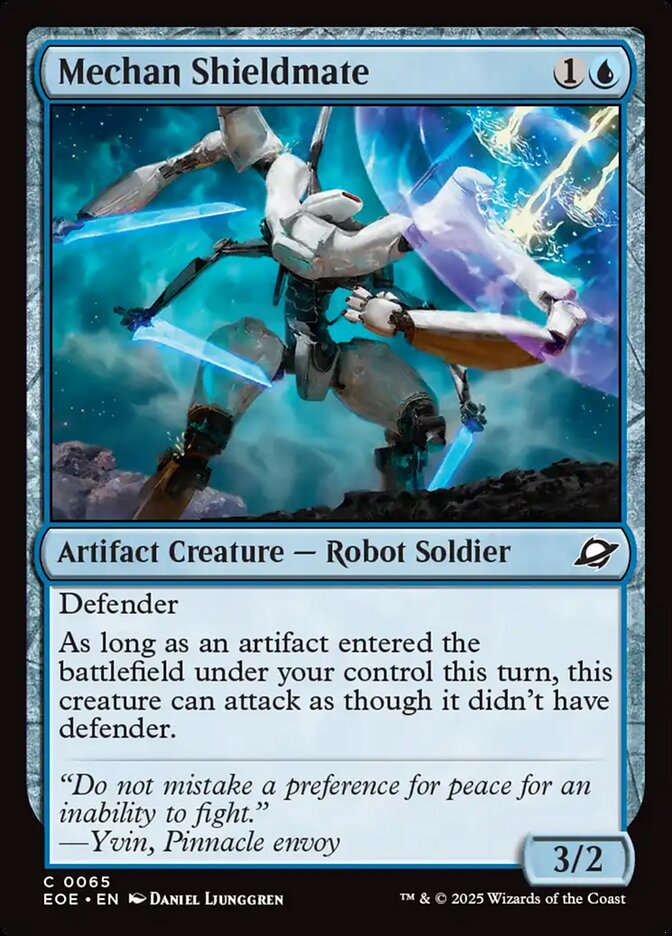 Mechan Shieldmate 1
Artifact Creature — Robot Soldier
Defender
As long as an artifact entered the
battlefield under your control this turn, this
creature can attack as though it didn't have
defender.
“Do not mistake a preference for peace for an
inability to fight.”
—Yvin, Pinnacle envoy
3/2
C 0065
EOE • EN Daniel Ljunggren
™ & © 2025 Wizards of the Coast